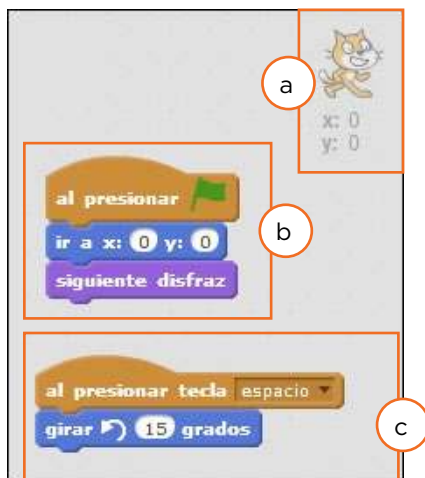 a
x: 0
y: 0
al presionar
ir a x: 0 y: 0
b
siguiente disfraz
al presionar tecla espacio
girar 15 grados
c